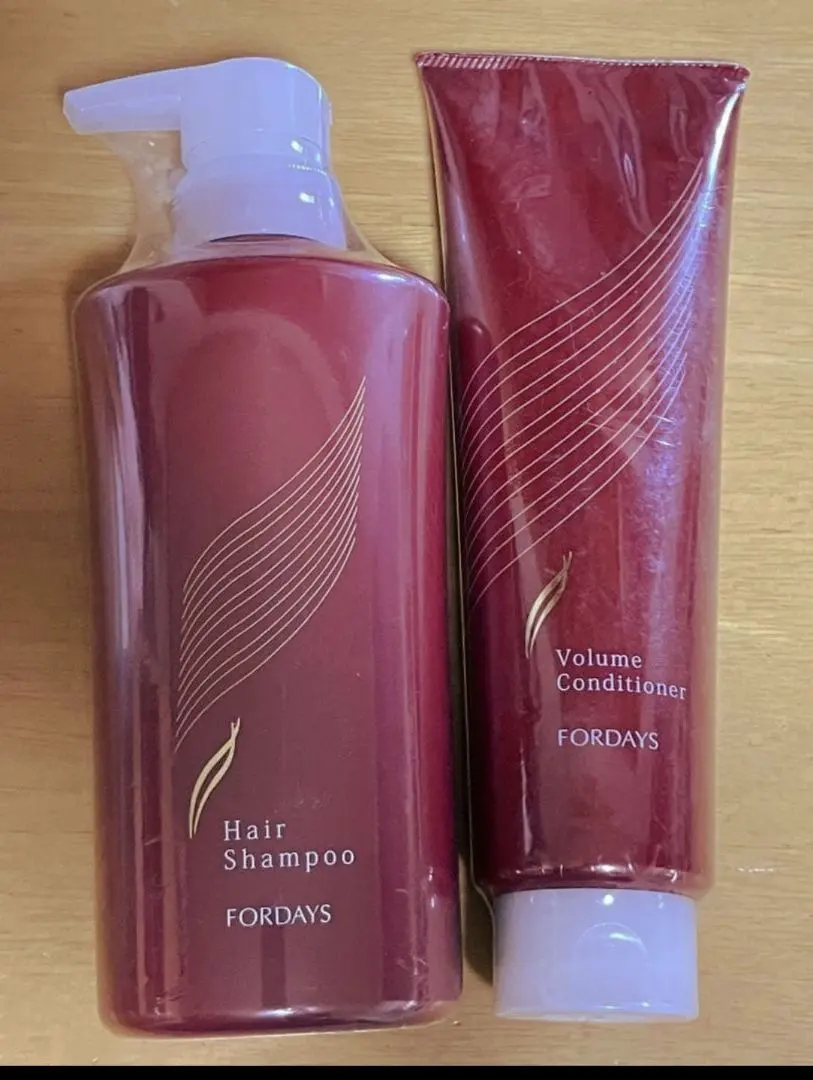 Hair
Shampoo
FORDAYS
Volume
Conditioner
FORDAYS